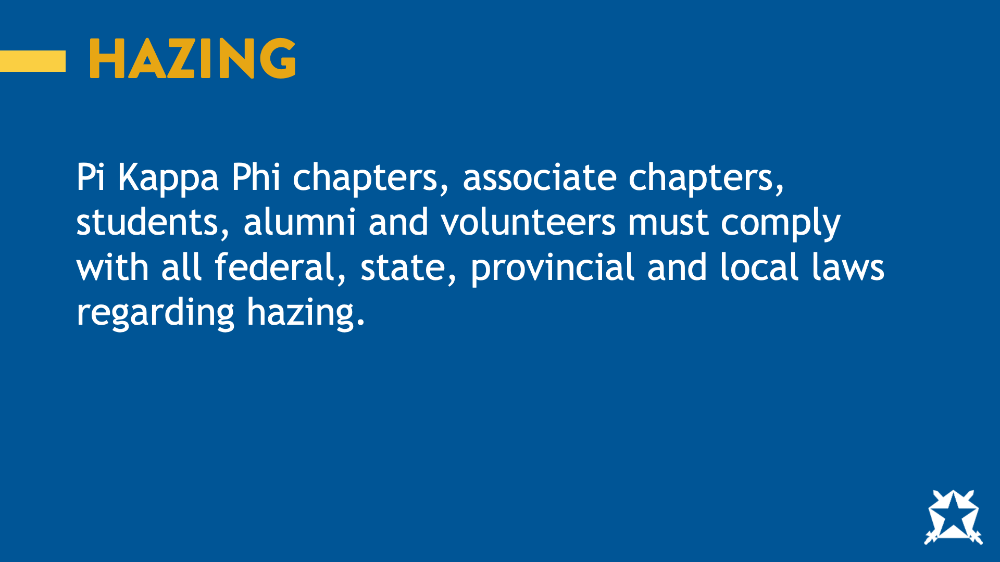 HAZING
Pi Kappa Phi chapters, associate chapters,
students, alumni and volunteers must comply
with all federal, state, provincial and local laws
regarding hazing.